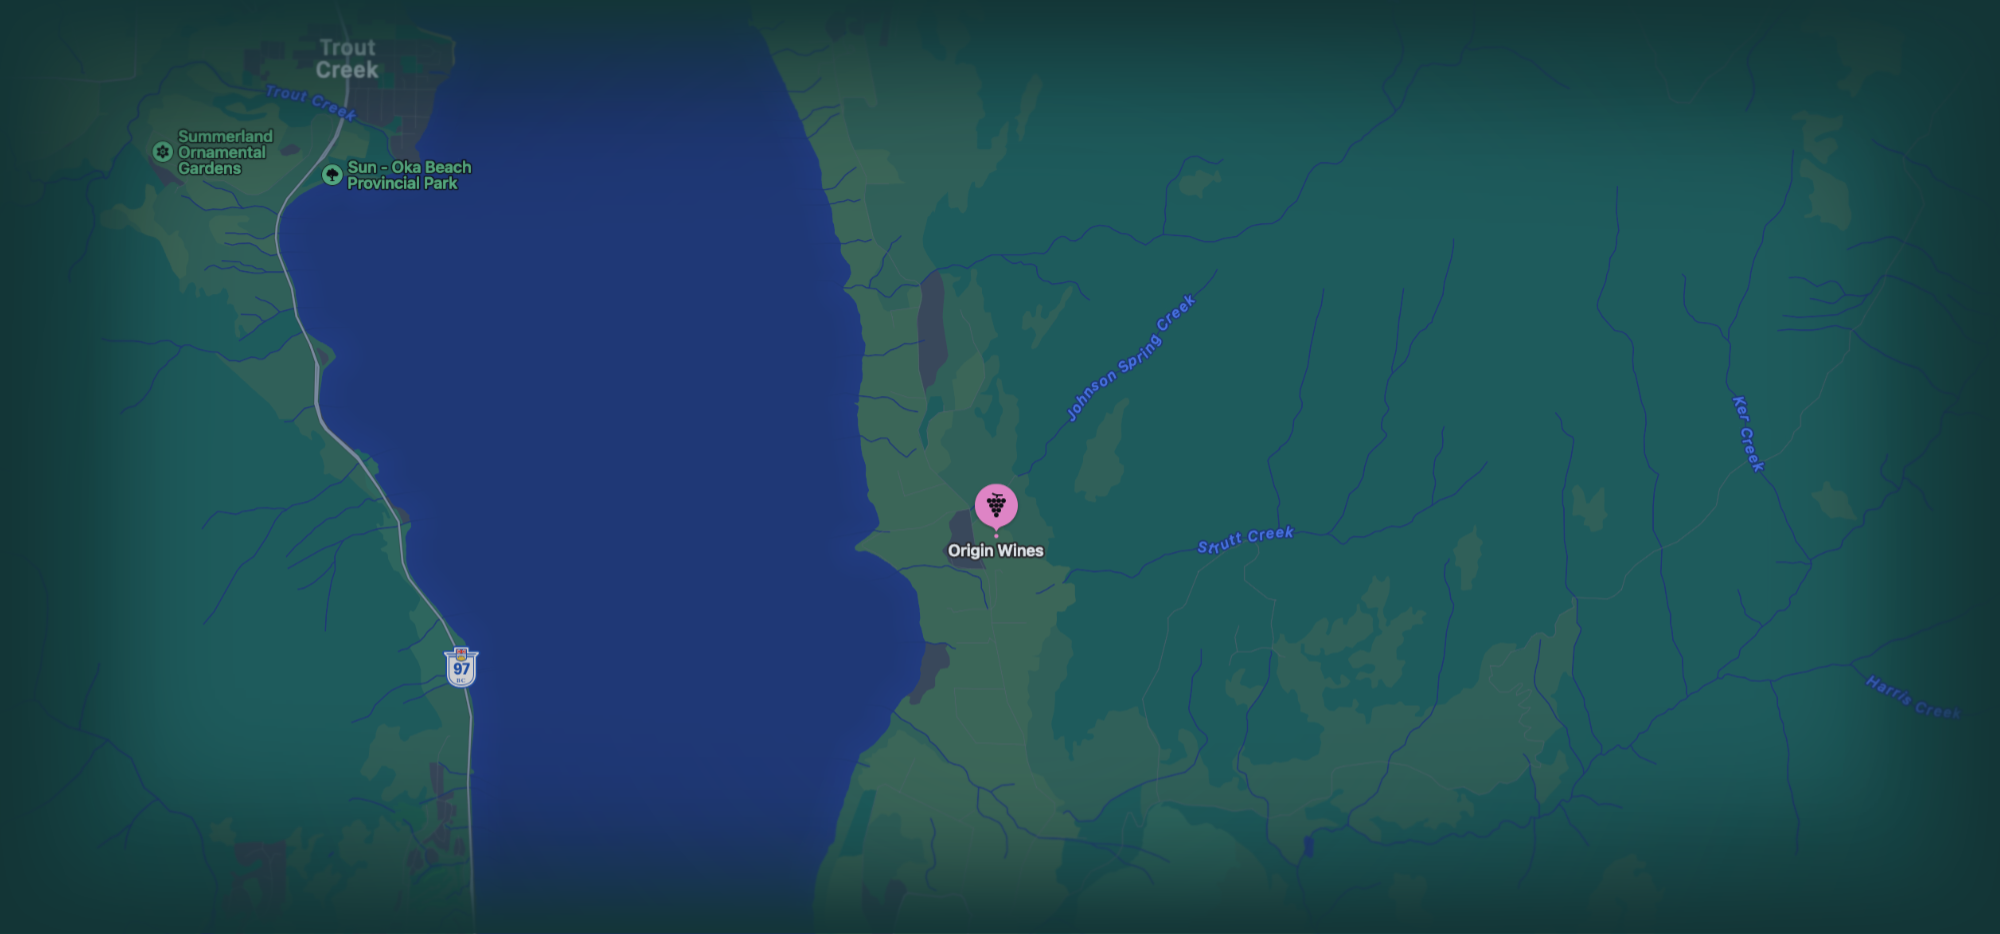 Trout
Creek
Trout Creek
Summerland
Ornamental
Gardens
Sun - Oka Beach
Provincial Park
Johnson Spring Creek
Ker Creek
Origin Wines
Strutt Creek
97
BC
Harris Creek